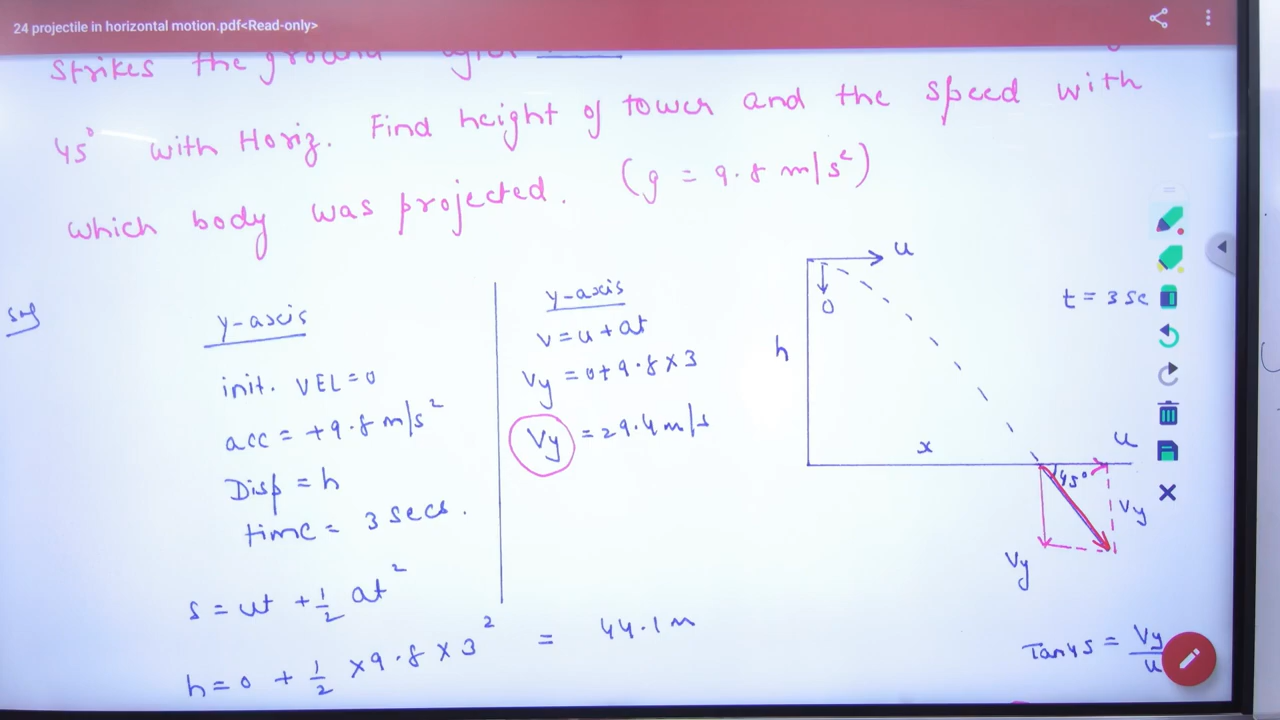 24 projectile in horizontal motion.pdf<Read-only>
strikes the ground
45° with Horiz. Find height of tower and the speed with
which body was projected. (g = 9.8 m/s²)
Sol
y-axis
init. VEL = 0
acc = +9.8 m/s²
Disp = h
time = 3 secs.
s = ut + 1/2 at²
h = 0 + 1/2 × 9.8 × 3² = 44.1 m
y-axis
v = u + at
Vy = 0 + 9.8 × 3
Vy = 29.4 m/s
u
0
t = 3 sec
h
x
u
45°
Vy
Vy
Tan45 = Vy/u